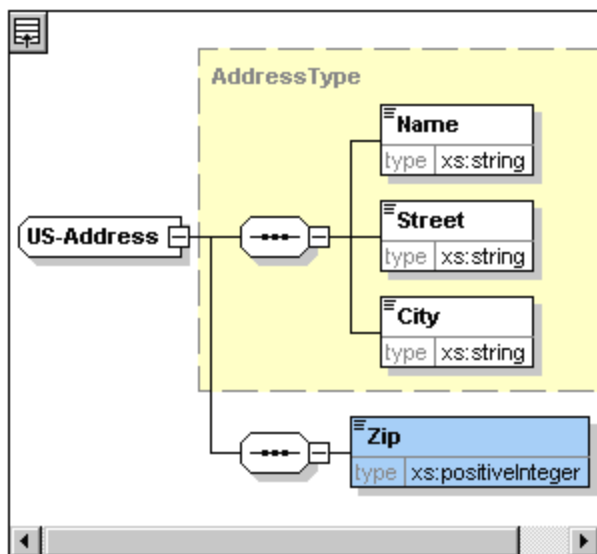 AddressType
Name
type xs:string
US-Address
Street
type xs:string
City
type xs:string
Zip
type xs:positiveInteger